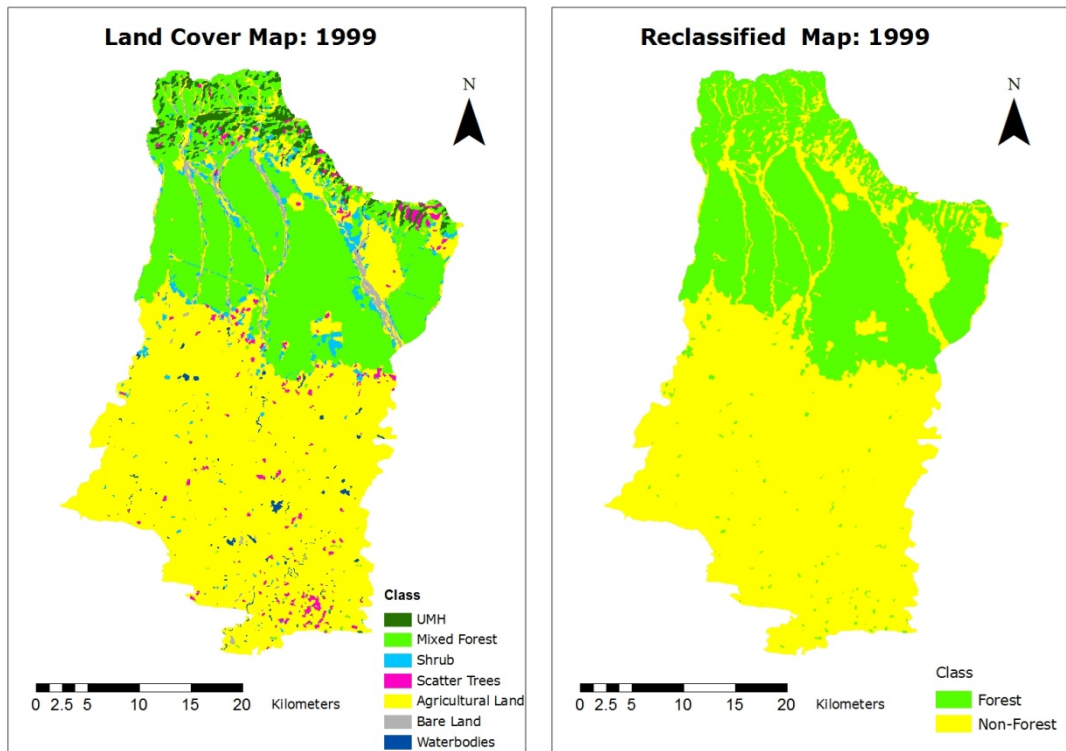 Land Cover Map: 1999
N
Class
UMH
Mixed Forest
Shrub
Scatter Trees
Agricultural Land
Bare Land
Waterbodies
0 2.5 5 10 15 20 Kilometers
Reclassified Map: 1999
N
Class
Forest
Non-Forest
0 2.5 5 10 15 20 Kilometers